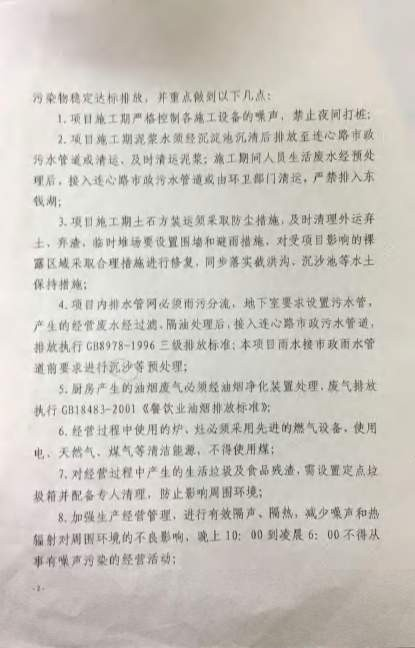 污染物稳定达标排放，并重点做到以下几点：
1. 项目施工期严格控制各施工设备的噪声，禁止夜间打桩；
2. 项目施工期泥浆水须经沉淀池沉清后排放至连心路市政
污水管道或清运、及时清运泥浆；施工期间人员生活废水经预处
理后，接入连心路市政污水管道或由环卫部门清运，严禁排入东
钱湖；
3. 项目施工期土石方装运须采取防尘措施，及时清理外运弃
土、弃渣，临时堆场要设置围墙和避雨措施，对受项目影响的裸
露区域采取合理措施进行修复，同步落实截洪沟、沉沙池等水土
保持措施；
4. 项目内排水管网必须雨污分流，地下室要求设置污水管，
产生的经营废水经过滤、隔油处理后，接入连心路市政污水管道，
排放执行GB8978-1996三级排放标准；本项目雨水接市政雨水管
道前要求进行沉沙等预处理；
5. 厨房产生的油烟废气必须经油烟净化装置处理，废气排放
执行GB18483-2001《餐饮业油烟排放标准》；
6. 经营过程中使用的炉、灶必须采用先进的燃气设备，使用
电、天然气、煤气等清洁能源，不得使用煤；
7. 对经营过程中产生的生活垃圾及食品残渣，需设置定点垃
圾箱并配备专人清理，防止影响周围环境；
8. 加强生产经营管理，进行有效隔声、隔热，减少噪声和热
辐射对周围环境的不良影响，晚上10：00到凌晨6：00不得从
事有噪声污染的经营活动；
-2-